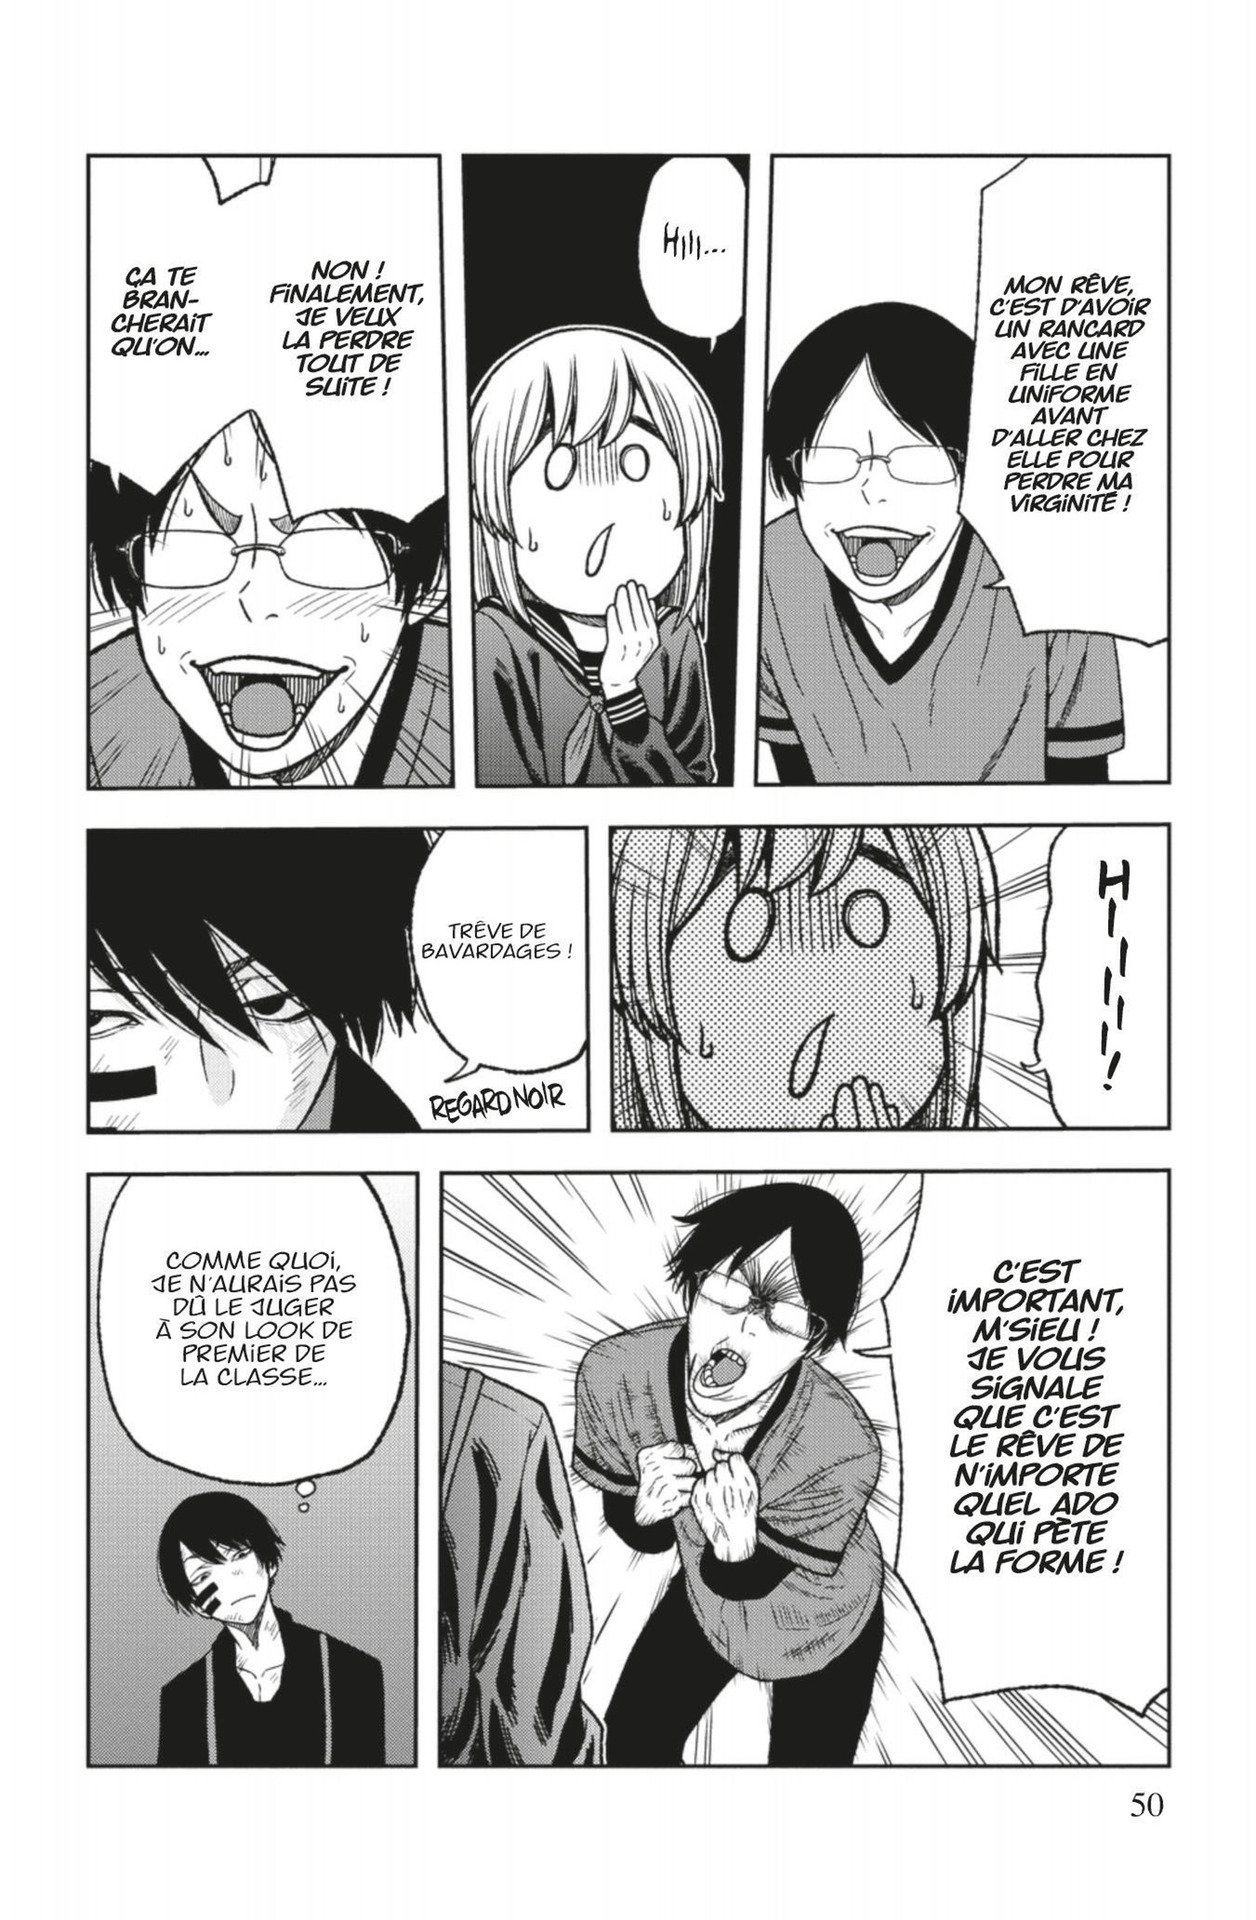 MON RÊVE,
C'EST D'AVOIR
UN RANCARD
AVEC UNE
FILLE EN
UNIFORME
AVANT
D'ALLER CHEZ
ELLE POUR
PERDRE MA
VIRGINITÉ !
HIII...
NON !
FINALEMENT,
JE VEUX
LA PERDRE
TOUT DE
SUITE !
ÇA TE
BRAN-
CHERAIT
QU'ON...
HIIIII!
TRÊVE DE
BAVARDAGES !
REGARD NOIR
C'EST
IMPORTANT,
M'SIEU !
JE VOUS
SIGNALE
QUE C'EST
LE RÊVE DE
N'IMPORTE
QUEL ADO
QUI PÈTE
LA FORME !
COMME QUOI,
JE N'AURAIS PAS
DÛ LE JUGER
À SON LOOK DE
PREMIER DE
LA CLASSE...
50